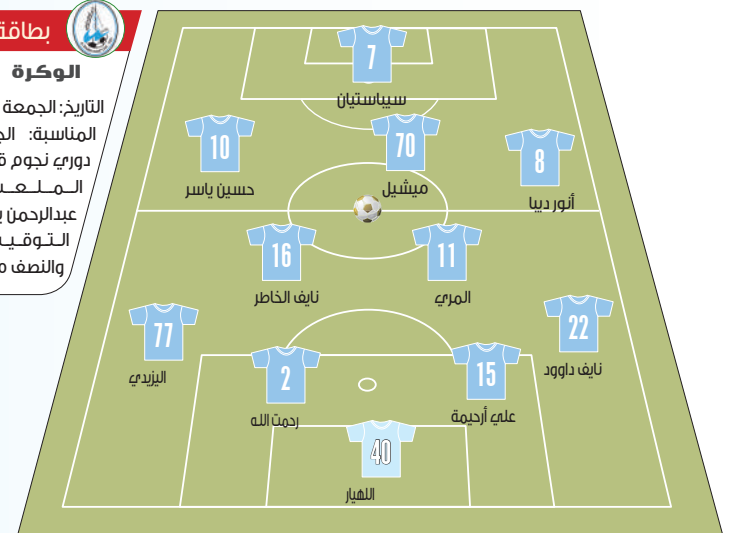 بطاقة
الوكرة
التاريخ: الجمعة
المناسبة:
دوري نجوم
الـمـلـعـب
عبدالرحمن
والنصف
7
سيباستيان
10
حسين ياسر
70
ميشيل
8
أنور ديبا
16
نايف الخاطر
11
المري
77
اليزيدي
2
رحمت الله
15
علي أرحيمة
22
نايف داوود
40
اللهيار